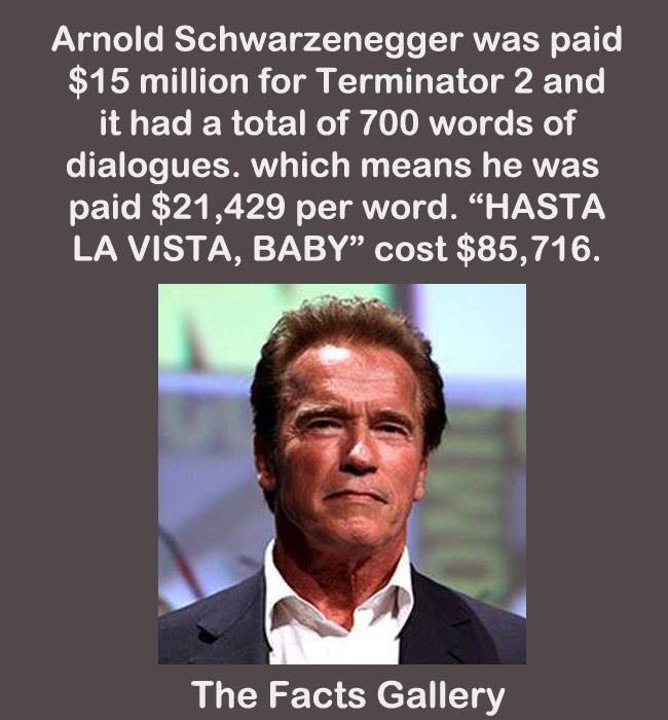 Arnold Schwarzenegger was paid
$15 million for Terminator 2 and
it had a total of 700 words of
dialogues. which means he was
paid $21,429 per word. “HASTA
LA VISTA, BABY” cost $85,716.
The Facts Gallery